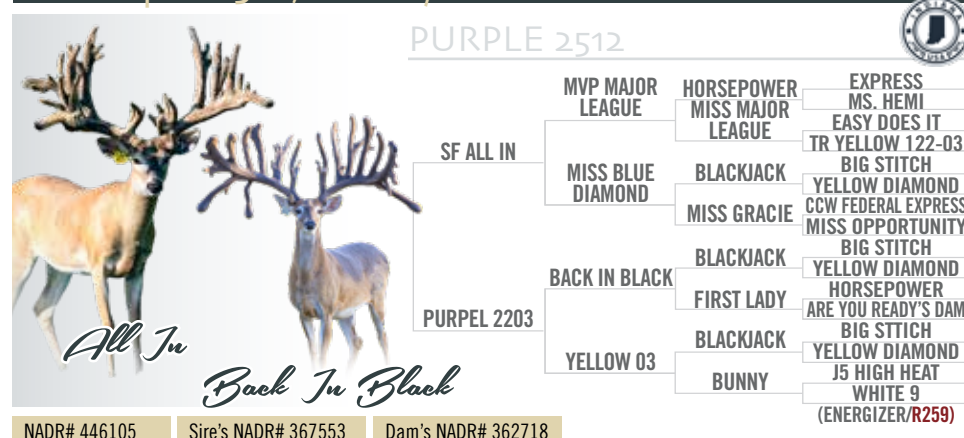 PURPLE 2512
SF ALL IN
PURPEL 2203
MVP MAJOR
LEAGUE
MISS BLUE
DIAMOND
BACK IN BLACK
YELLOW 03
HORSEPOWER
MISS MAJOR
LEAGUE
BLACKJACK
MISS GRACIE
BLACKJACK
FIRST LADY
BLACKJACK
BUNNY
EXPRESS
MS. HEMI
EASY DOES IT
TR YELLOW 122-03
BIG STITCH
YELLOW DIAMOND
CCW FEDERAL EXPRESS
MISS OPPORTUNITY
BIG STITCH
YELLOW DIAMOND
HORSEPOWER
ARE YOU READY'S DAM
BIG STTICH
YELLOW DIAMOND
J5 HIGH HEAT
WHITE 9
(ENERGIZER/R259)
All In
Back In Black
NADR# 446105
Sire's NADR# 367553
Dam's NADR# 362718
INDIANA